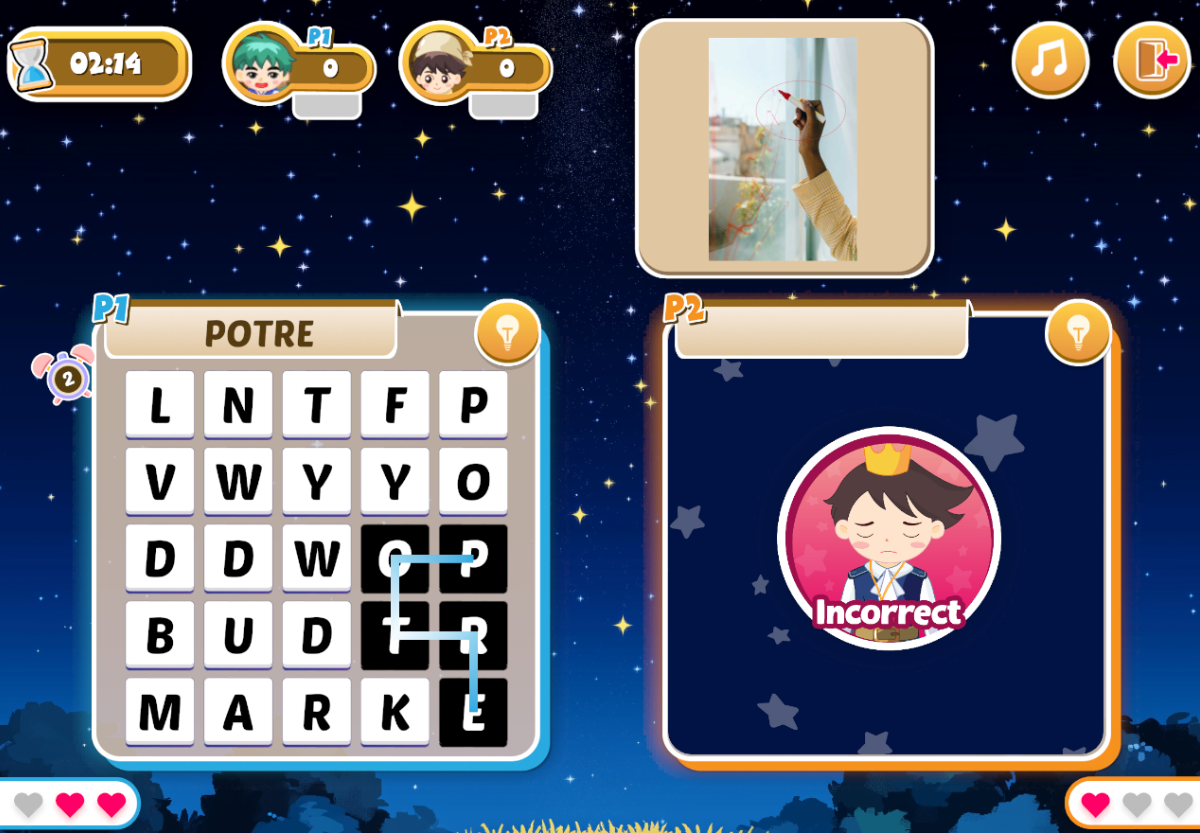 02:14
P1
0
P2
0
P1
POTRE
P2
2
L N T F P
V W Y Y O
D D W O P
B U D T R
M A R K E
Incorrect